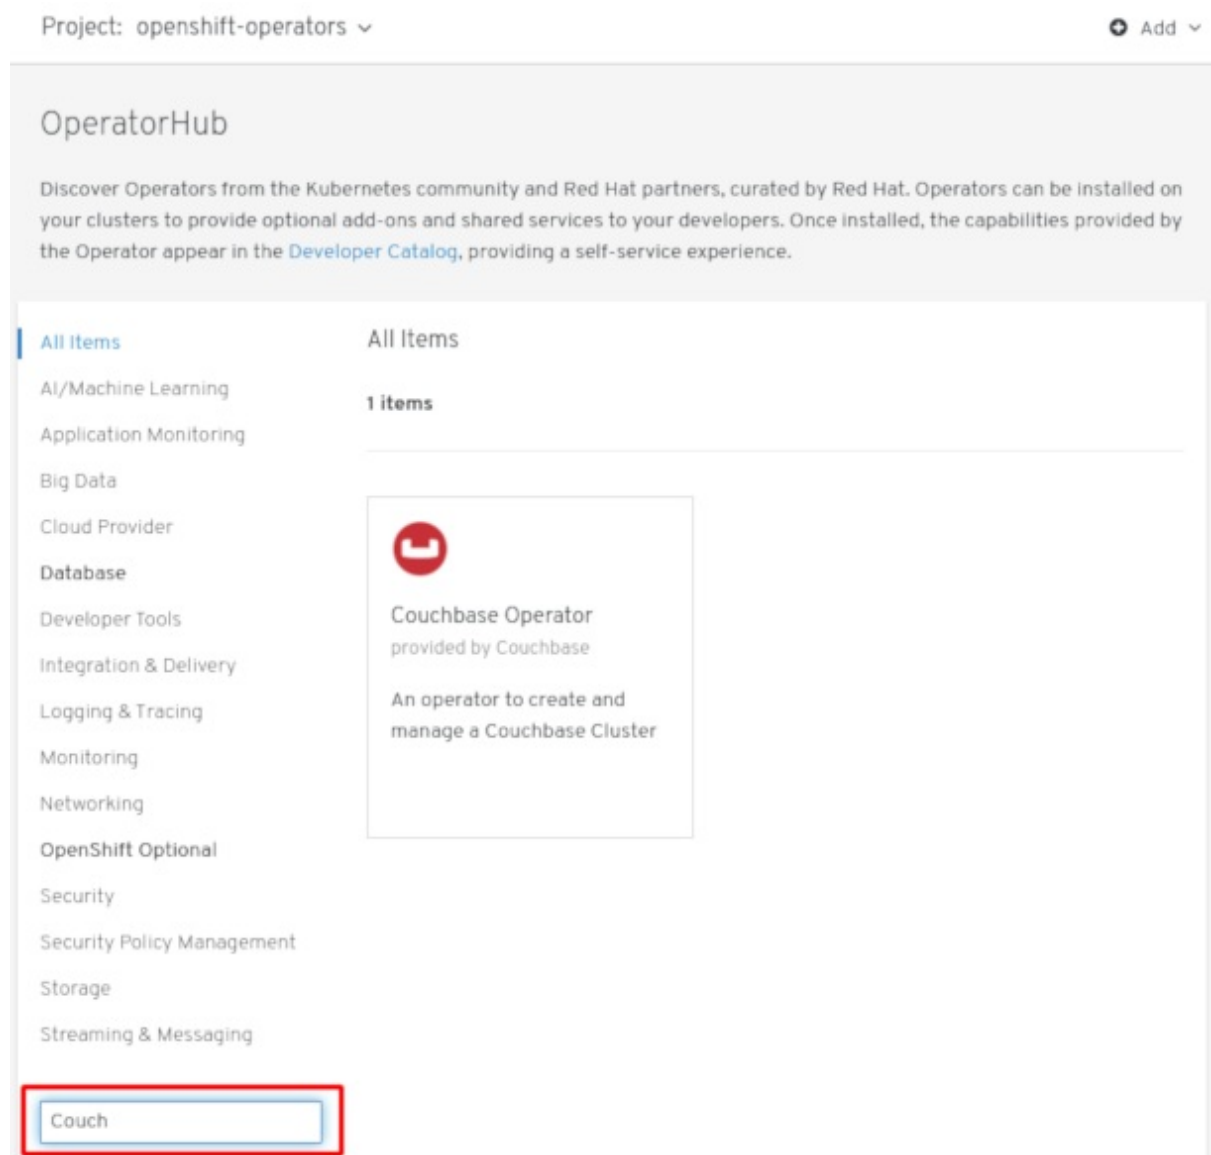 Project: openshift-operators
Add
OperatorHub
Discover Operators from the Kubernetes community and Red Hat partners, curated by Red Hat. Operators can be installed on
your clusters to provide optional add-ons and shared services to your developers. Once installed, the capabilities provided by
the Operator appear in the Developer Catalog, providing a self-service experience.
All Items
AI/Machine Learning
Application Monitoring
Big Data
Cloud Provider
Database
Developer Tools
Integration & Delivery
Logging & Tracing
Monitoring
Networking
OpenShift Optional
Security
Security Policy Management
Storage
Streaming & Messaging
Couch
All Items
1 items
Couchbase Operator
provided by Couchbase
An operator to create and
manage a Couchbase Cluster